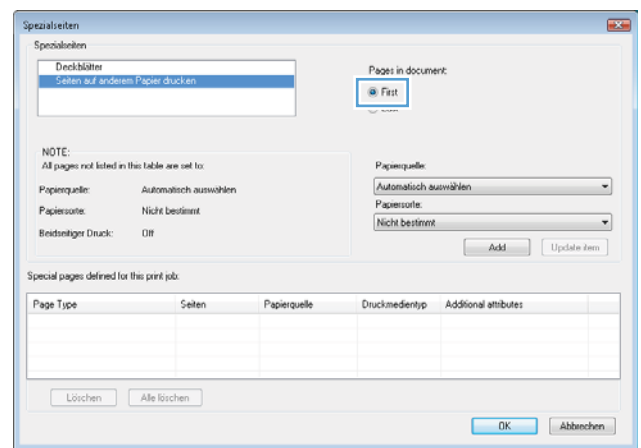 Spezialseiten
Spezialseiten
Deckblätter
Seiten auf anderem Papier drucken
Pages in document:
First
NOTE:
All pages not listed in this table are set to:
Papierquelle: Automatisch auswählen
Papiersorte: Nicht bestimmt
Beidseitiger Druck: Off
Papierquelle:
Automatisch auswählen
Papiersorte:
Nicht bestimmt
Add Update item
Special pages defined for this print job:
Page Type Seiten Papierquelle Druckmedientyp Additional attributes
Löschen Alle löschen
OK Abbrechen